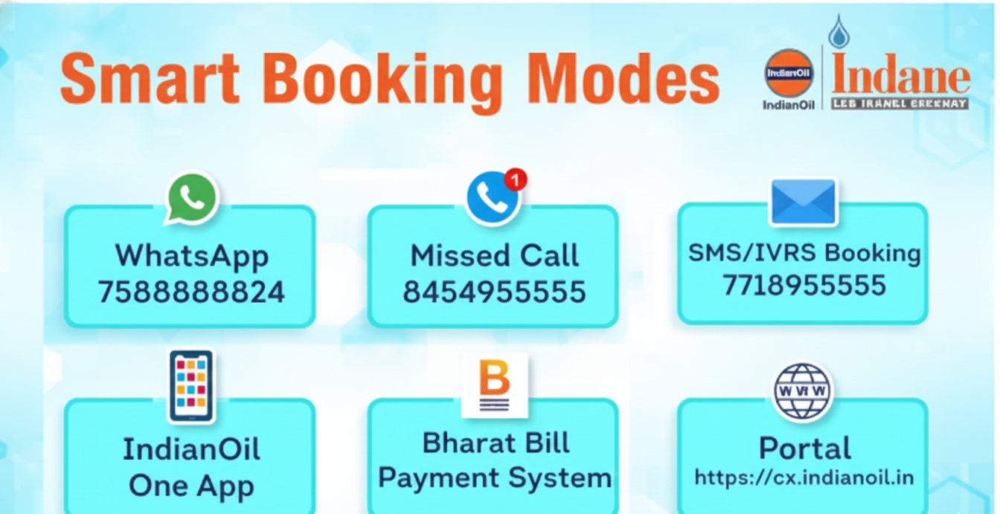 Smart Booking Modes
IndianOil
IndianOil
Indane
WhatsApp
7588888824
1
Missed Call
8454955555
SMS/IVRS Booking
7718955555
IndianOil
One App
B
Bharat Bill
Payment System
Portal
https://cx.indianoil.in